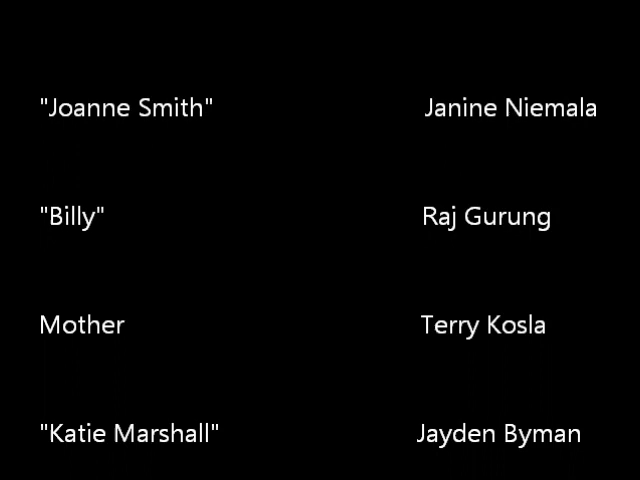 "Joanne Smith" Janine Niemala
"Billy" Raj Gurung
Mother Terry Kosla
"Katie Marshall" Jayden Byman